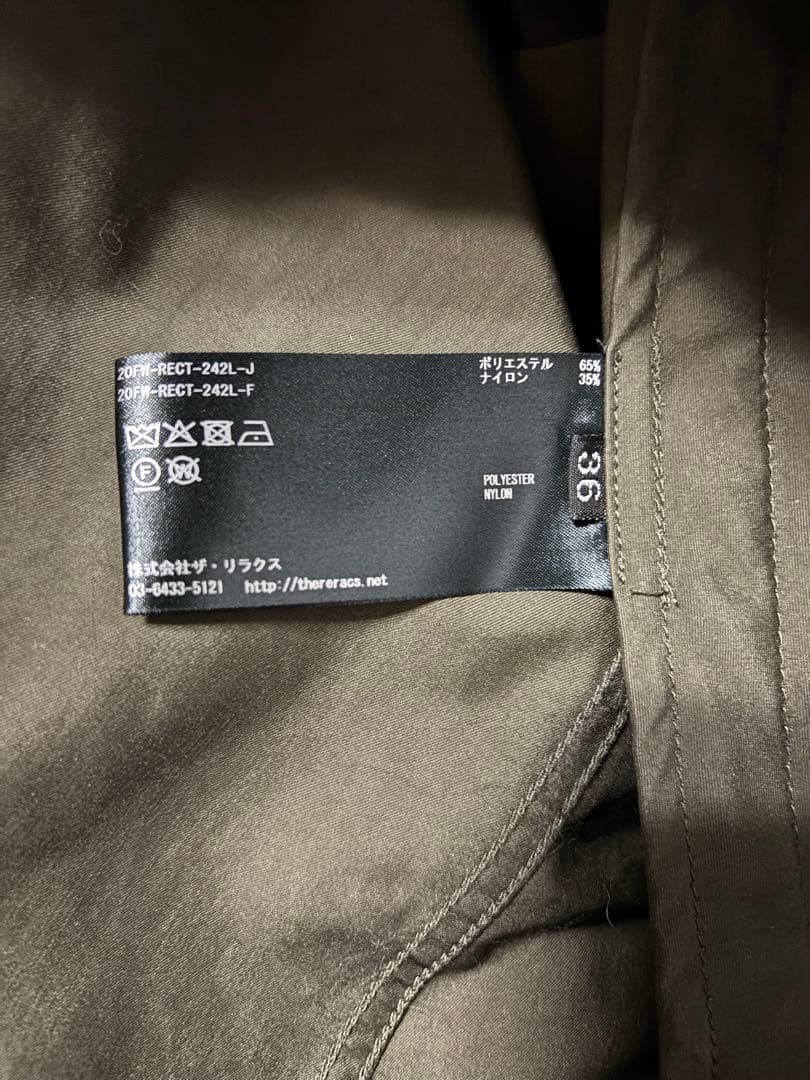 20FW-RECT-242L-J
20FW-RECT-242L-F
ポリエステル 65%
ナイロン 35%
F
W
POLYESTER
NYLON
36
株式会社ザ・リラクス
03-6433-5121 http://thereracs.net